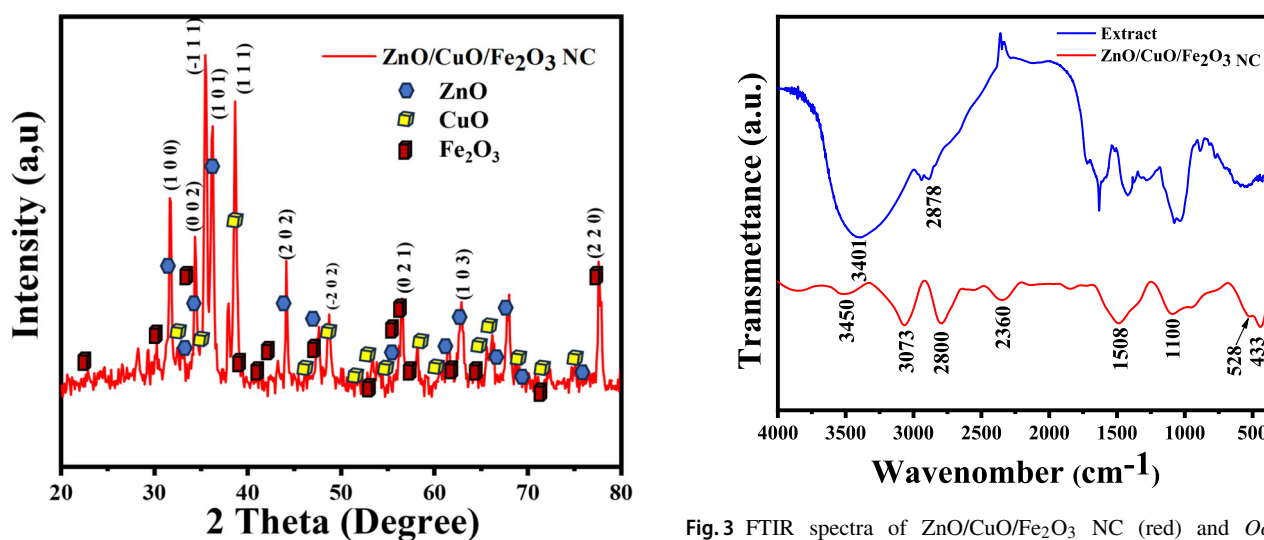 Intensity (a,u)
(1 0 0)
(0 0 2)
(-1 1 1)
(1 0 1)
(1 1 1)
(2 0 2)
(-2 0 2)
(0 2 1)
(1 0 3)
(2 2 0)
ZnO/CuO/Fe₂O₃ NC
ZnO
CuO
Fe₂O₃
20 30 40 50 60 70 80
2 Theta (Degree)
Transmettance (a.u.)
Extract
ZnO/CuO/Fe₂O₃ NC
2878
3401
3450
3073
2800
2360
1508
1100
528
433
4000 3500 3000 2500 2000 1500 1000 500
Wavenomber (cm⁻¹)
Fig. 3 FTIR spectra of ZnO/CuO/Fe₂O₃ NC (red) and